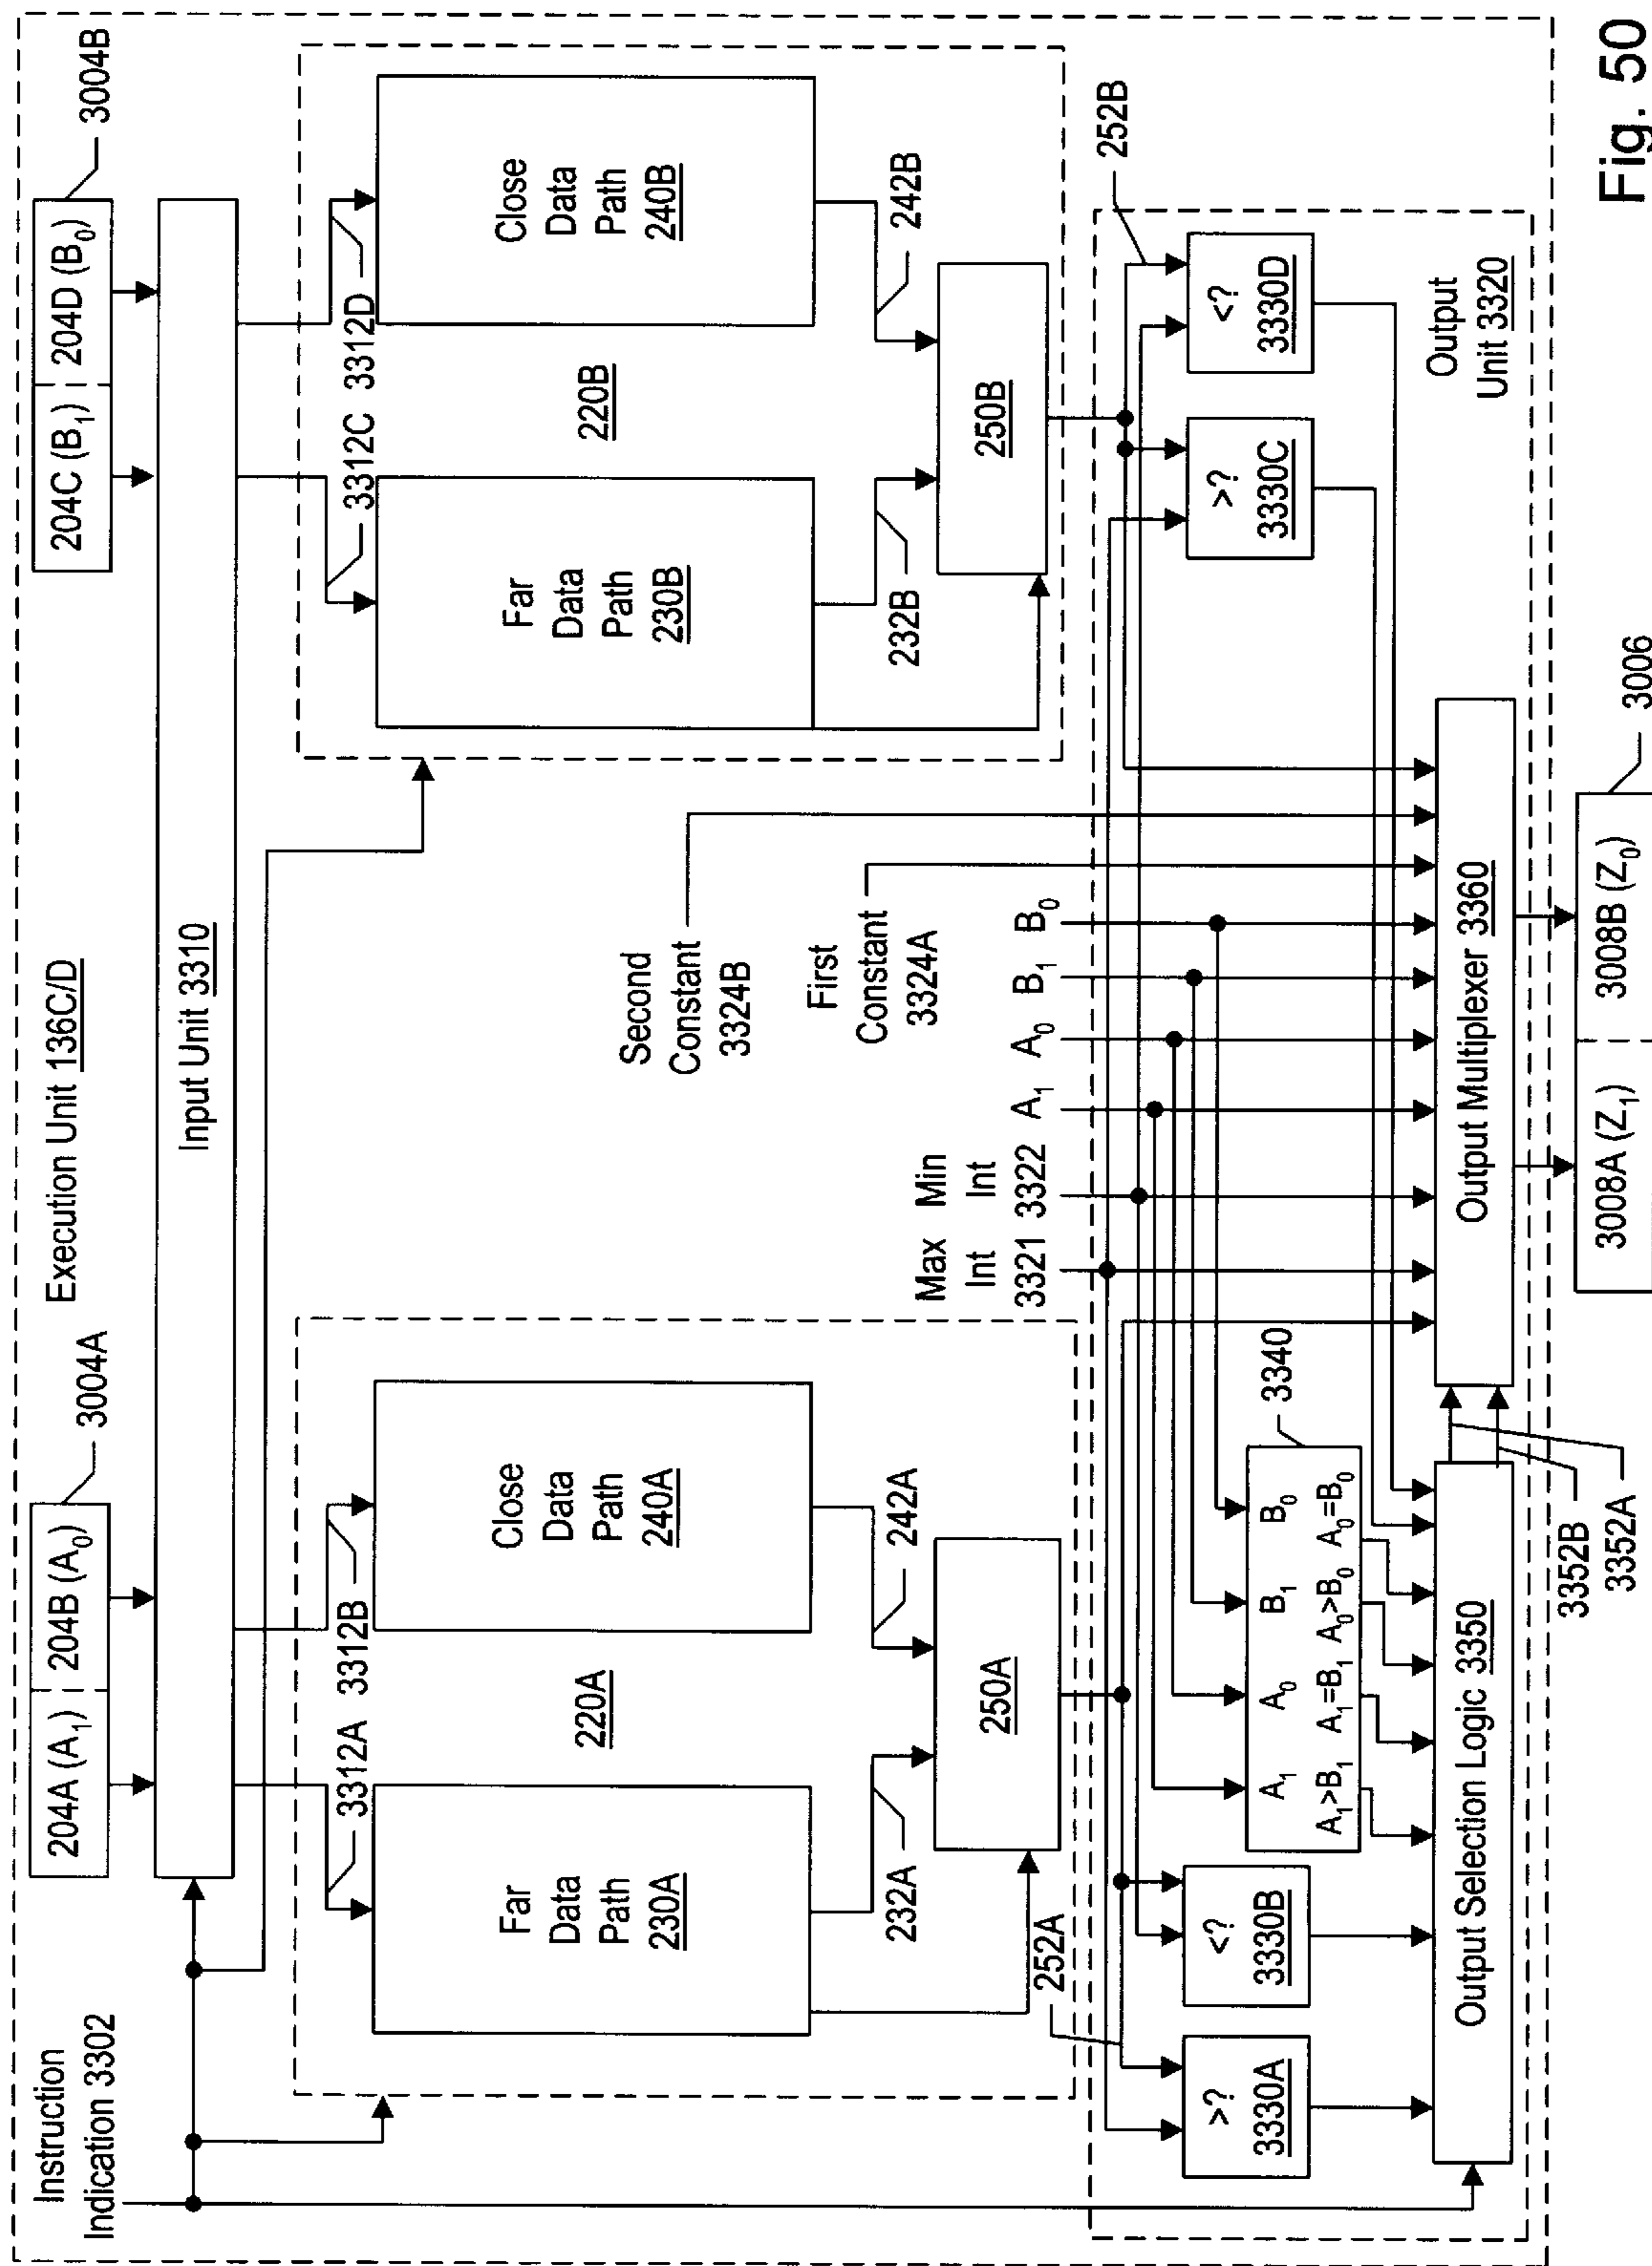 Instruction
Indication 3302
Execution Unit 136C/D
204A (A1) 204B (A0)
3004A
204C (B1) 204D (B0)
3004B
Input Unit 3310
3312A 3312B
3312C 3312D
Far
Data
Path
230A
220A
Close
Data
Path
240A
Far
Data
Path
230B
220B
Close
Data
Path
240B
232A
242A
250A
232B
242B
250B
252A
252B
Second
Constant
3324B
First
Constant
3324A
Max
Int
3321
Min
Int
3322
A1
A0
B1
B0
>?
3330A
<?
3330B
A1 A0 B1 B0
A1>B1 A1=B1 A0>B0 A0=B0
3340
>?
3330C
<?
3330D
Output
Unit 3320
Output Selection Logic 3350
3352B
3352A
Output Multiplexer 3360
3008A (Z1) 3008B (Z0)
3006
Fig. 50